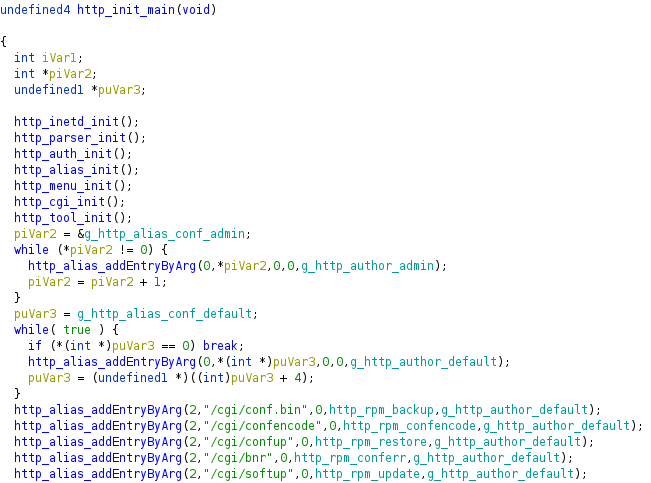 undefined4 http_init_main(void)
{
int iVar1;
int *piVar2;
undefined1 *puVar3;
http_inetd_init();
http_parser_init();
http_auth_init();
http_alias_init();
http_menu_init();
http_cgi_init();
http_tool_init();
piVar2 = &g_http_alias_conf_admin;
while (*piVar2 != 0) {
http_alias_addEntryByArg(0,*piVar2,0,0,g_http_author_admin);
piVar2 = piVar2 + 1;
}
puVar3 = g_http_alias_conf_default;
while( true ) {
if (*(int *)puVar3 == 0) break;
http_alias_addEntryByArg(0,*(int *)puVar3,0,0,g_http_author_default);
puVar3 = (undefined1 *)((int)puVar3 + 4);
}
http_alias_addEntryByArg(2,"/cgi/conf.bin",0,http_rpm_backup,g_http_author_default);
http_alias_addEntryByArg(2,"/cgi/confencode",0,http_rpm_confencode,g_http_author_default);
http_alias_addEntryByArg(2,"/cgi/confup",0,http_rpm_restore,g_http_author_default);
http_alias_addEntryByArg(2,"/cgi/bnr",0,http_rpm_conferr,g_http_author_default);
http_alias_addEntryByArg(2,"/cgi/softup",0,http_rpm_update,g_http_author_default);